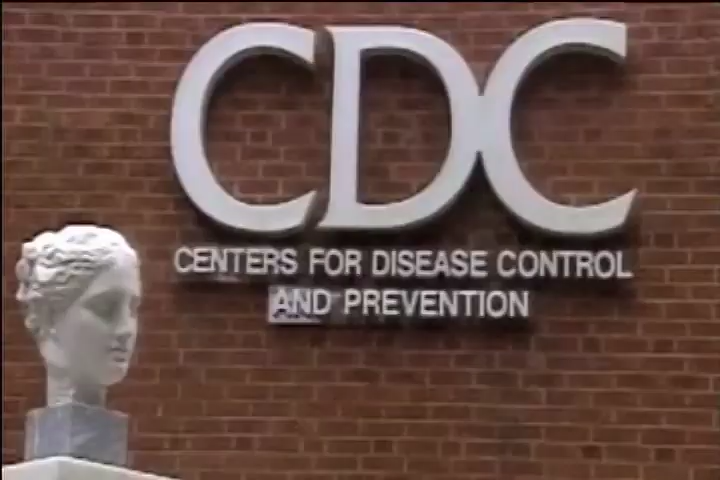 CDC
CENTERS FOR DISEASE CONTROL
AND PREVENTION